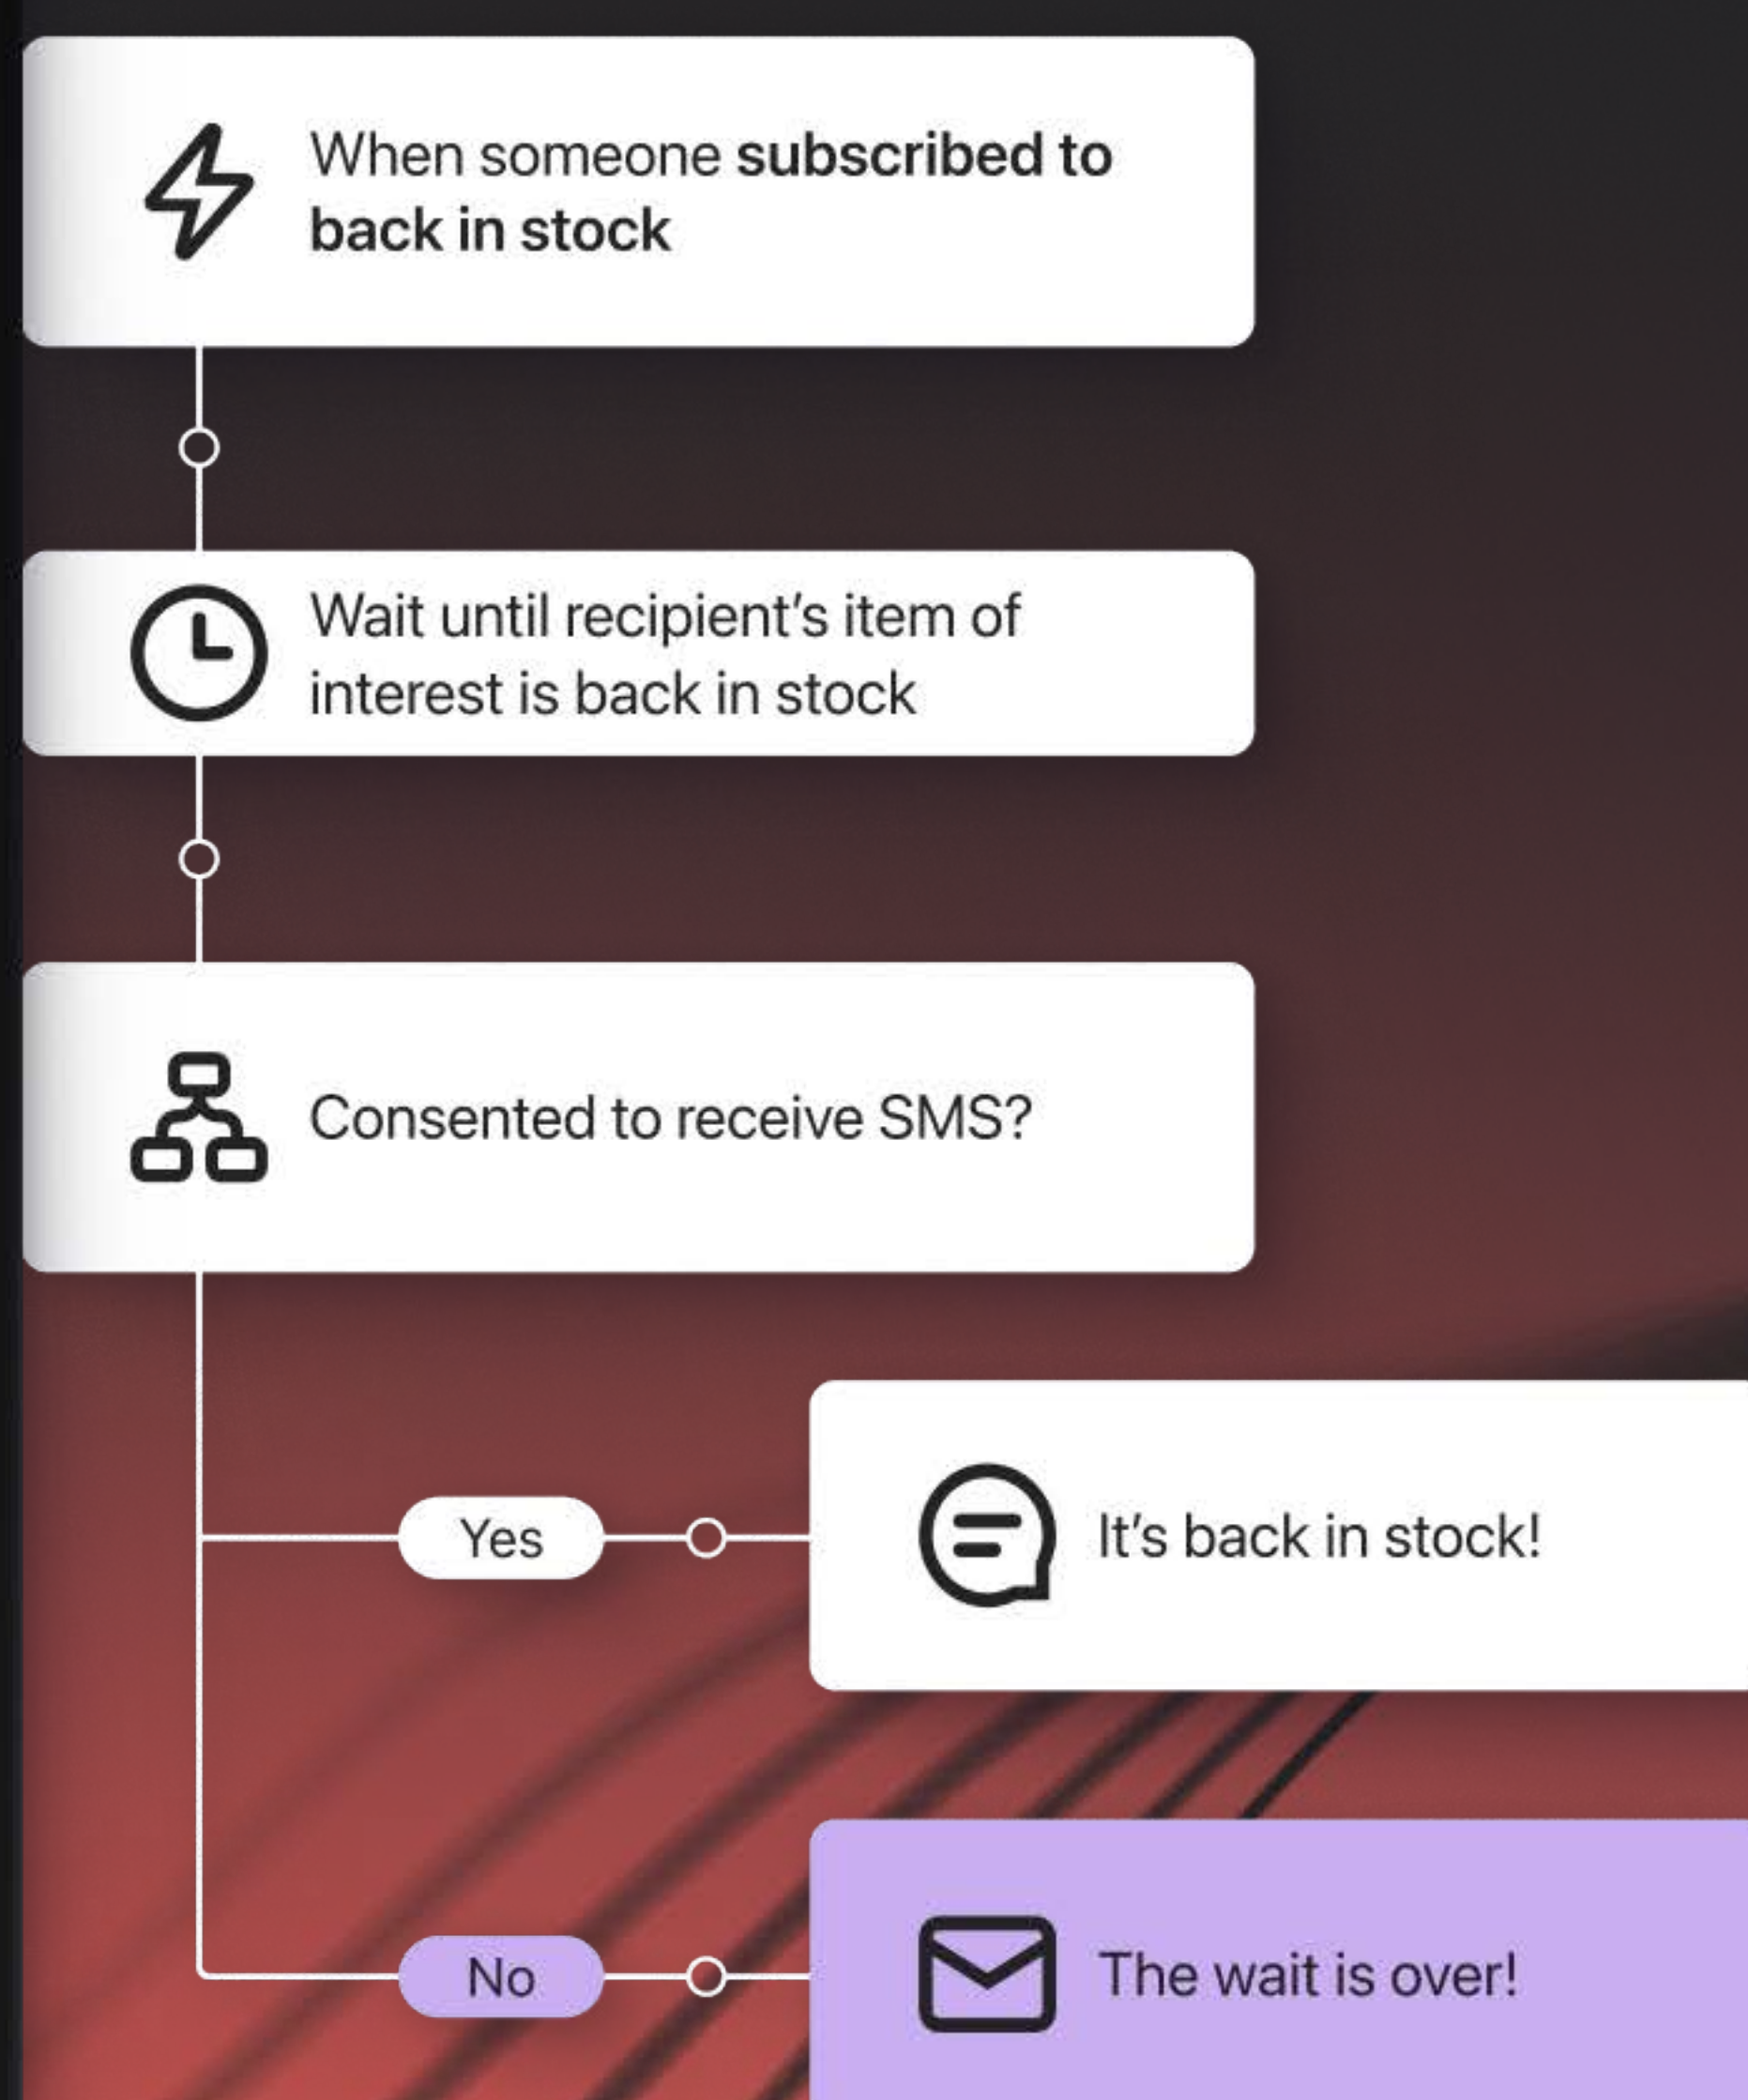 When someone subscribed to
back in stock
Wait until recipient’s item of
interest is back in stock
Consented to receive SMS?
Yes
It’s back in stock!
No
The wait is over!